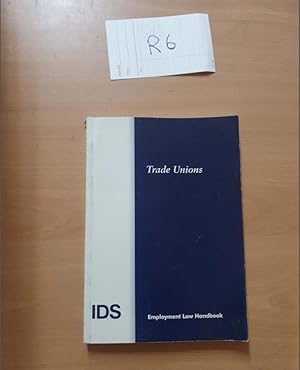 R6
Trade Unions
IDS
Employment Law Handbook